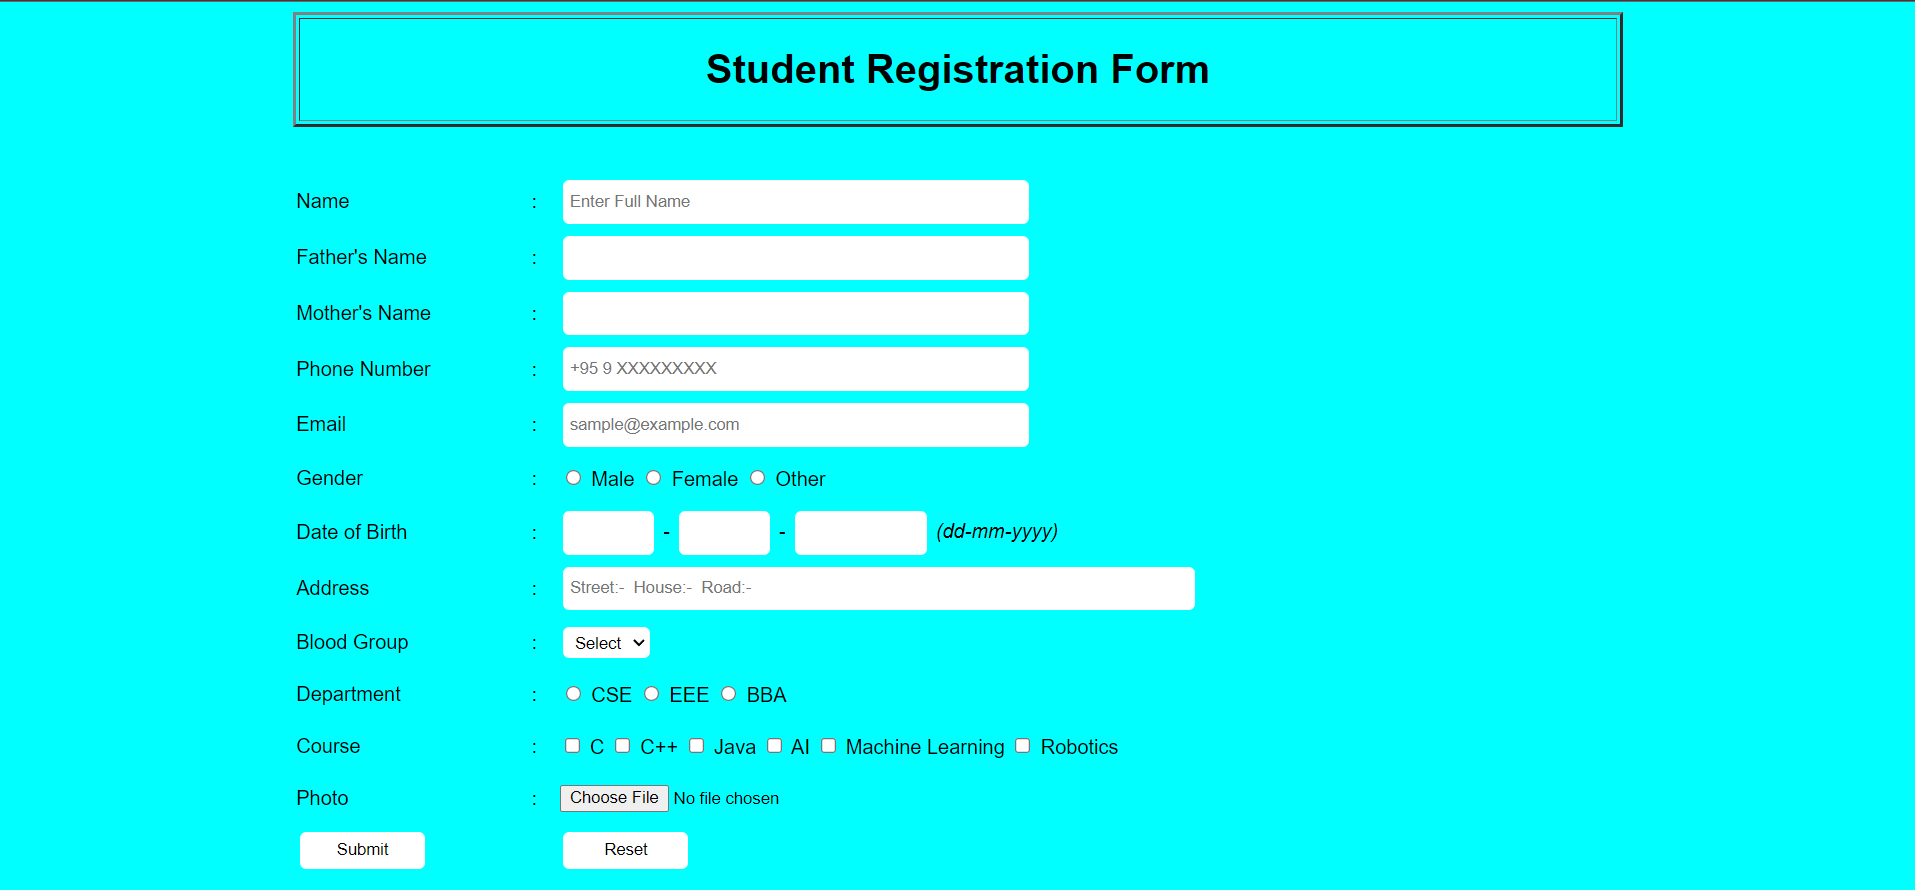 Student Registration Form
Name : Enter Full Name
Father's Name :
Mother's Name :
Phone Number : +95 9 XXXXXXXXX
Email : sample@example.com
Gender : Male Female Other
Date of Birth : - - (dd-mm-yyyy)
Address : Street:- House:- Road:-
Blood Group : Select
Department : CSE EEE BBA
Course : C C++ Java AI Machine Learning Robotics
Photo : Choose File No file chosen
Submit Reset